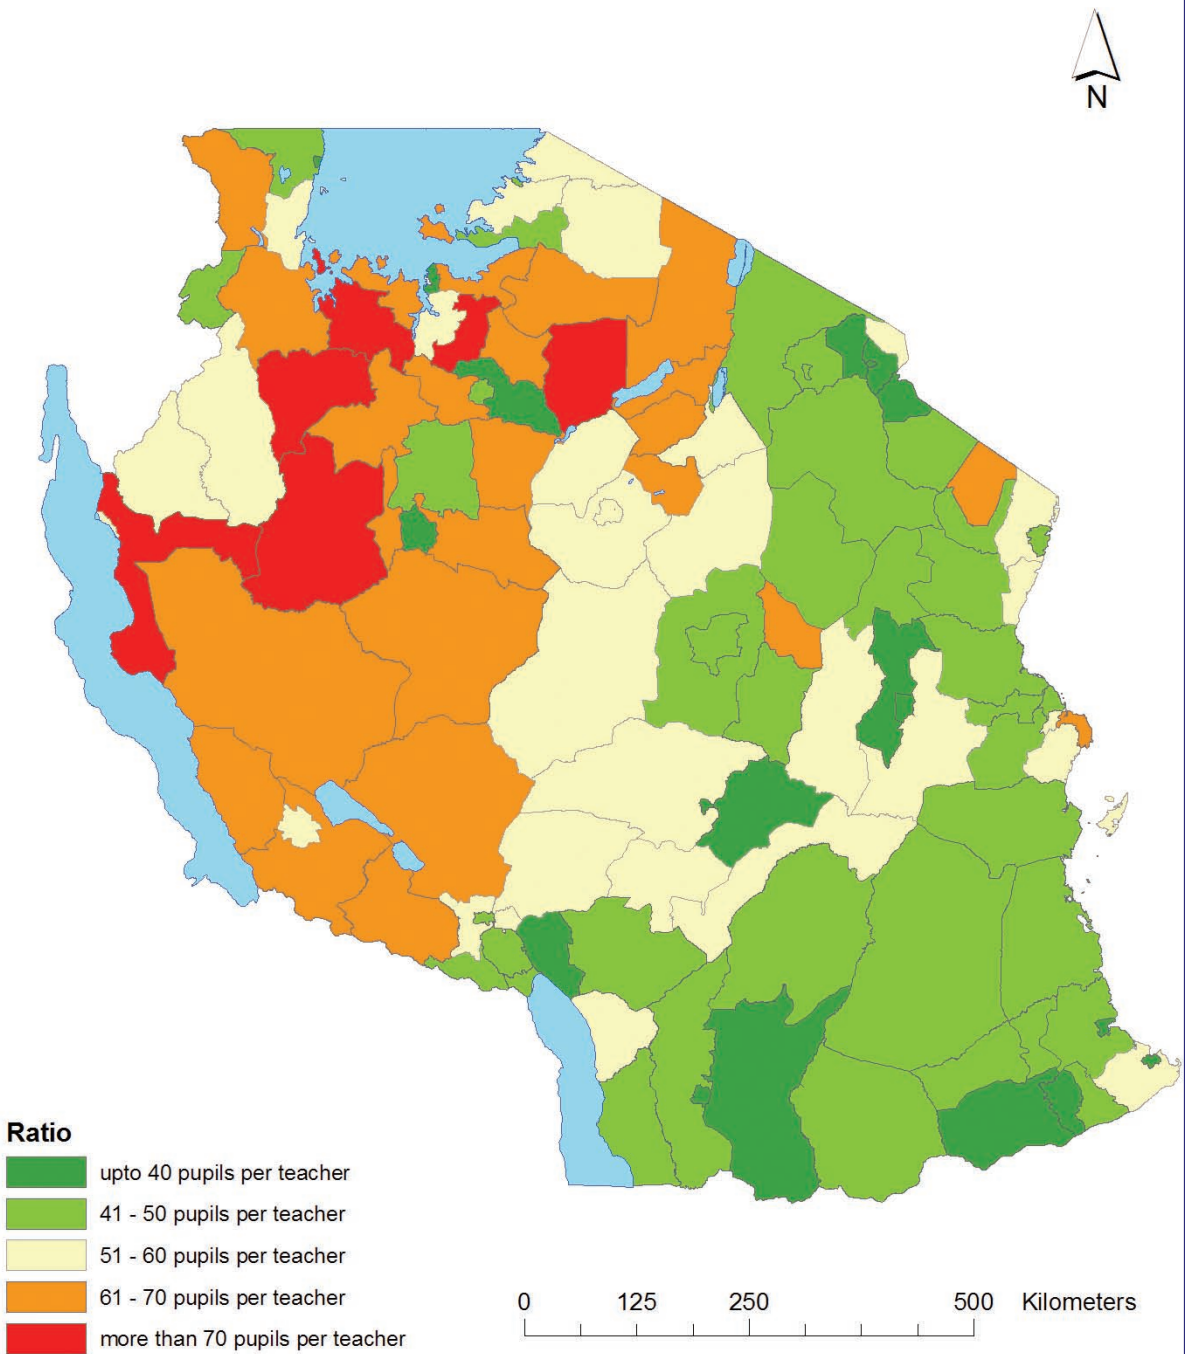 N
Ratio
upto 40 pupils per teacher
41 - 50 pupils per teacher
51 - 60 pupils per teacher
61 - 70 pupils per teacher
more than 70 pupils per teacher
0 125 250 500 Kilometers